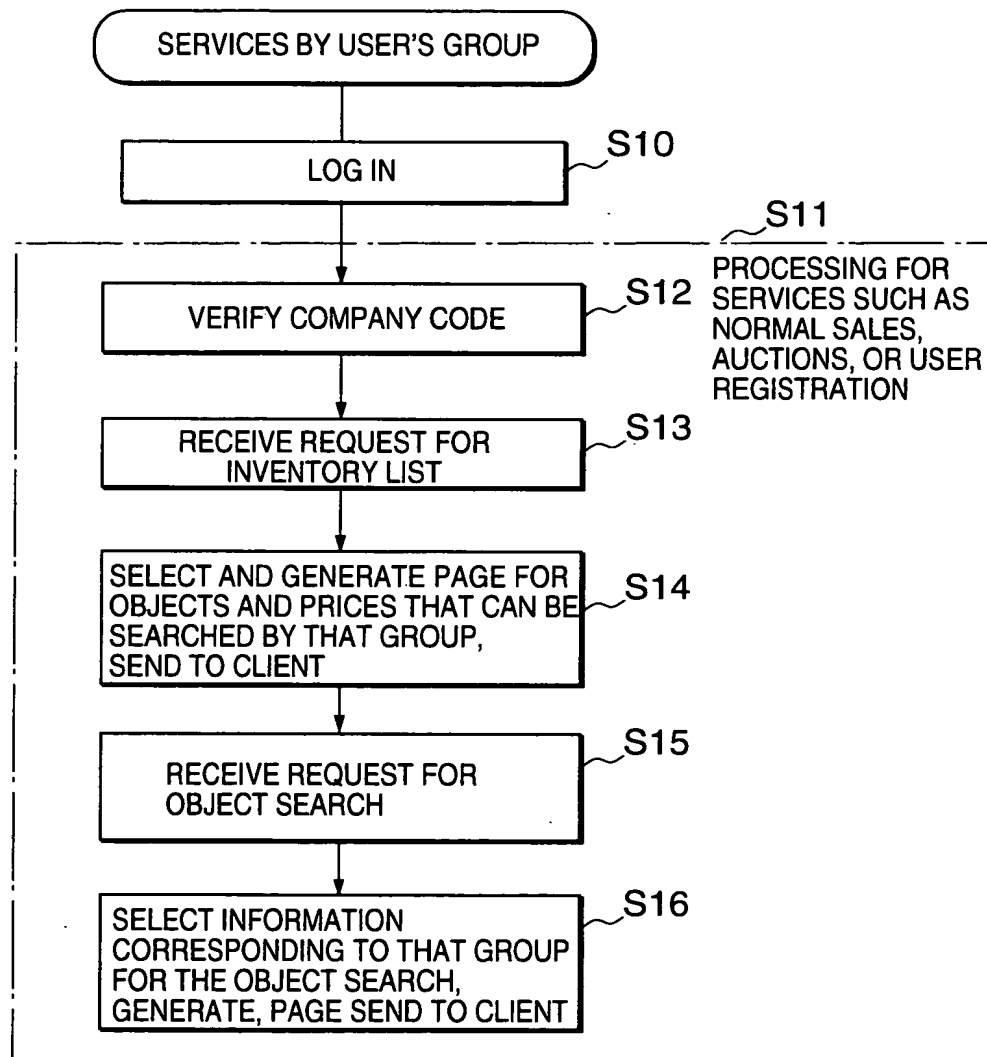 SERVICES BY USER'S GROUP
S10
LOG IN
S11
PROCESSING FOR
SERVICES SUCH AS
NORMAL SALES,
AUCTIONS, OR USER
REGISTRATION
S12
VERIFY COMPANY CODE
S13
RECEIVE REQUEST FOR
INVENTORY LIST
S14
SELECT AND GENERATE PAGE FOR
OBJECTS AND PRICES THAT CAN BE
SEARCHED BY THAT GROUP,
SEND TO CLIENT
S15
RECEIVE REQUEST FOR
OBJECT SEARCH
S16
SELECT INFORMATION
CORRESPONDING TO THAT GROUP
FOR THE OBJECT SEARCH,
GENERATE, PAGE SEND TO CLIENT